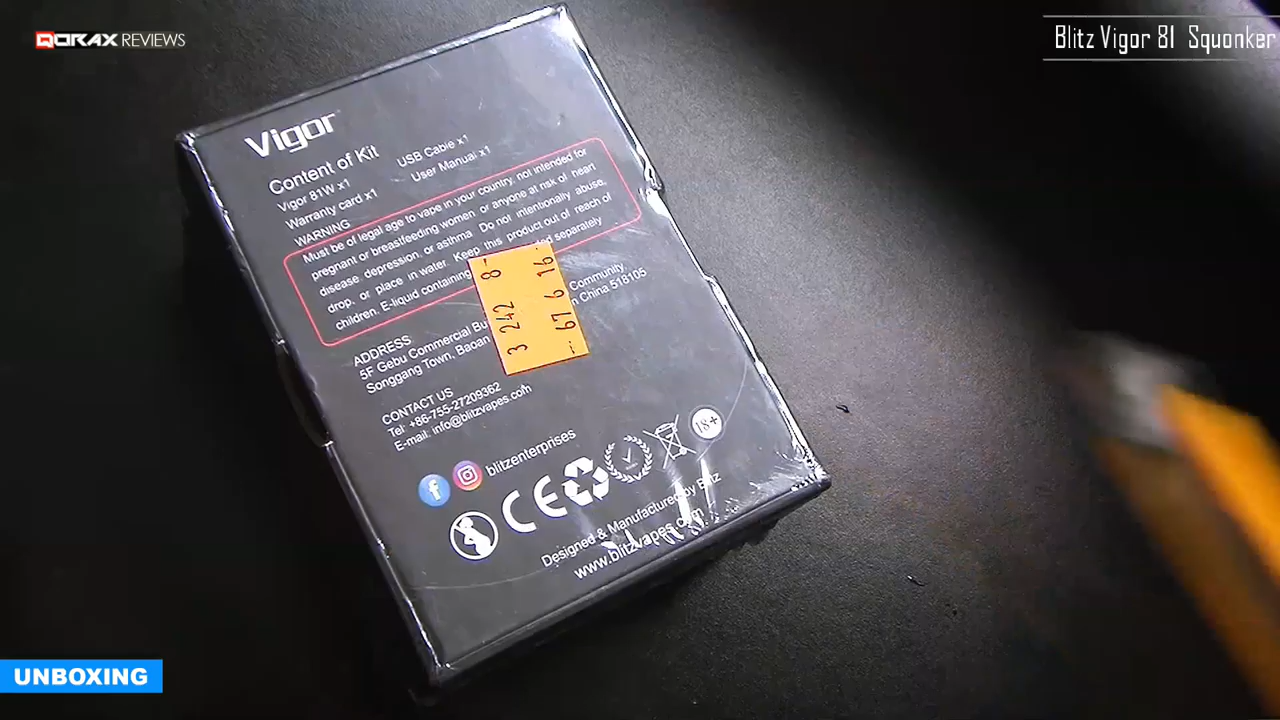 QORAX REVIEWS
Blitz Vigor 81 Squonker
Vigor
Content of Kit
Vigor 81W x1
USB Cable x1
Warranty card x1
User Manual x1
WARNING
Must be of legal age to vape in your country, not intended for
pregnant or breastfeeding women or anyone at risk of heart
disease, depression, or asthma. Do not intentionally abuse,
drop, or place in water. Keep this product out of reach of
children. E-liquid containing separately
3 242 8-
67 6 16
ADDRESS
5F Gebu Commercial Community
Songgang Town, Baoan China 518105
CONTACT US
Tel: +86-755-27209362
E-mail: info@blitzvapes.com
blitzenterprises
CE
18+
Designed & Manufactured by Blitz
www.blitzvapes.com
UNBOXING